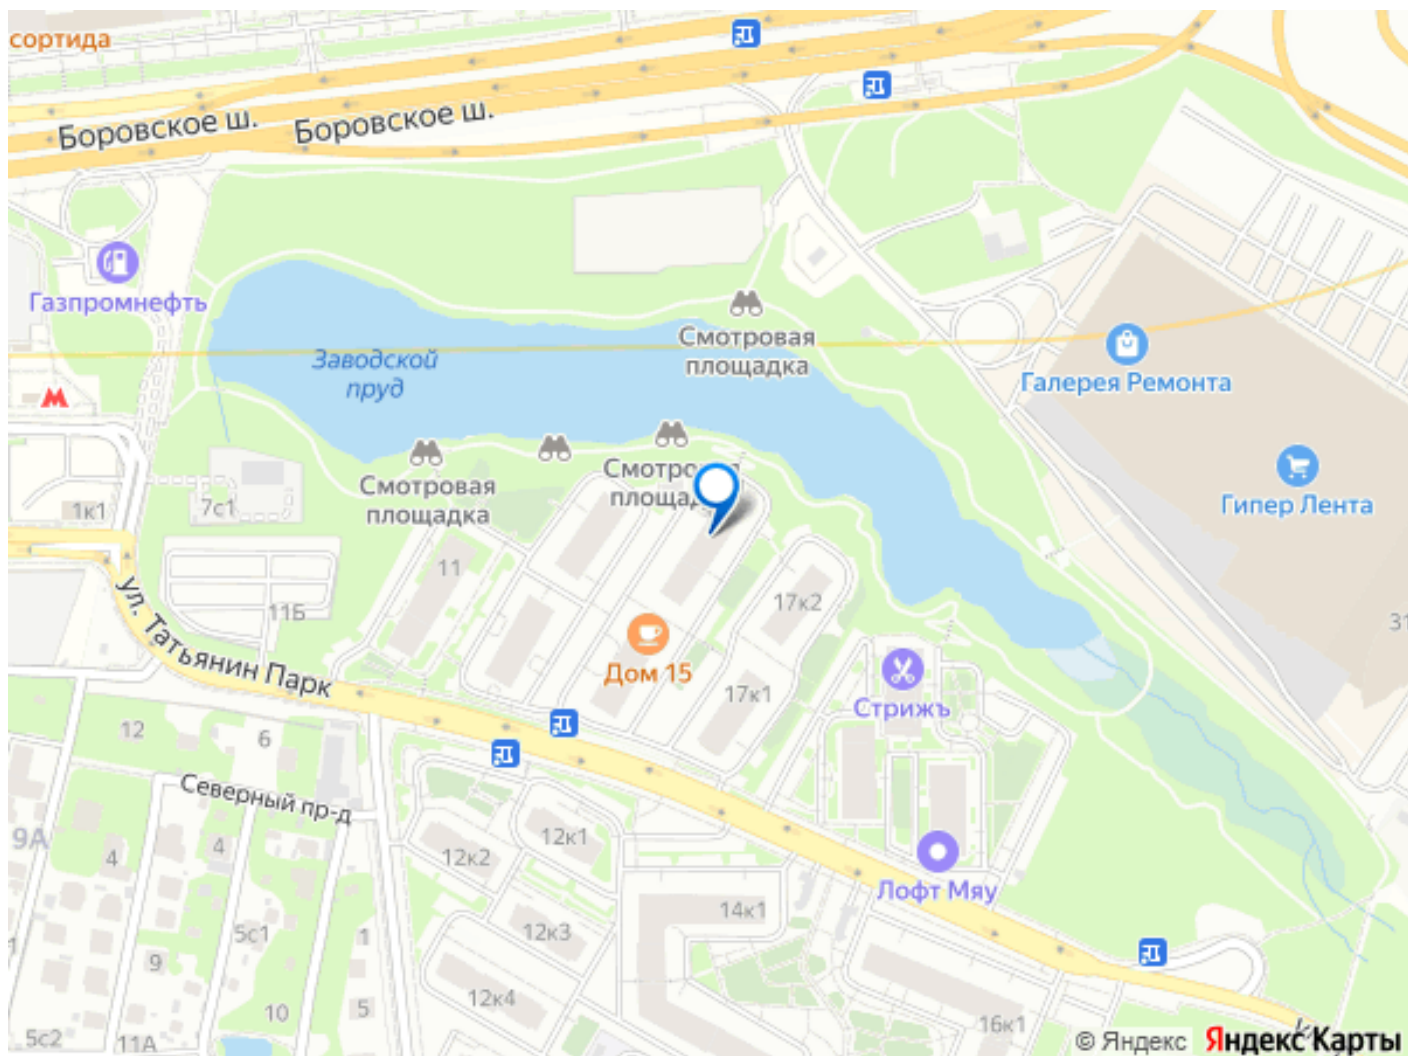 сортида
Боровское ш.
Боровское ш.
Газпромнефть
Заводской
пруд
Смотровая
площадка
Галерея Ремонта
Смотровая
площадка
Гипер Лента
1к1
7с1
11
11Б
17к2
31
ул. Татьянин Парк
Дом 15
17к1
Стрижъ
12
6
Северный пр-д
9А
4
4
12к2
12к1
Лофт Мяу
14к1
5с1
1
12к3
9
12к4
10
5
16к1
5с2
11А
© Яндекс
Яндекс Карты